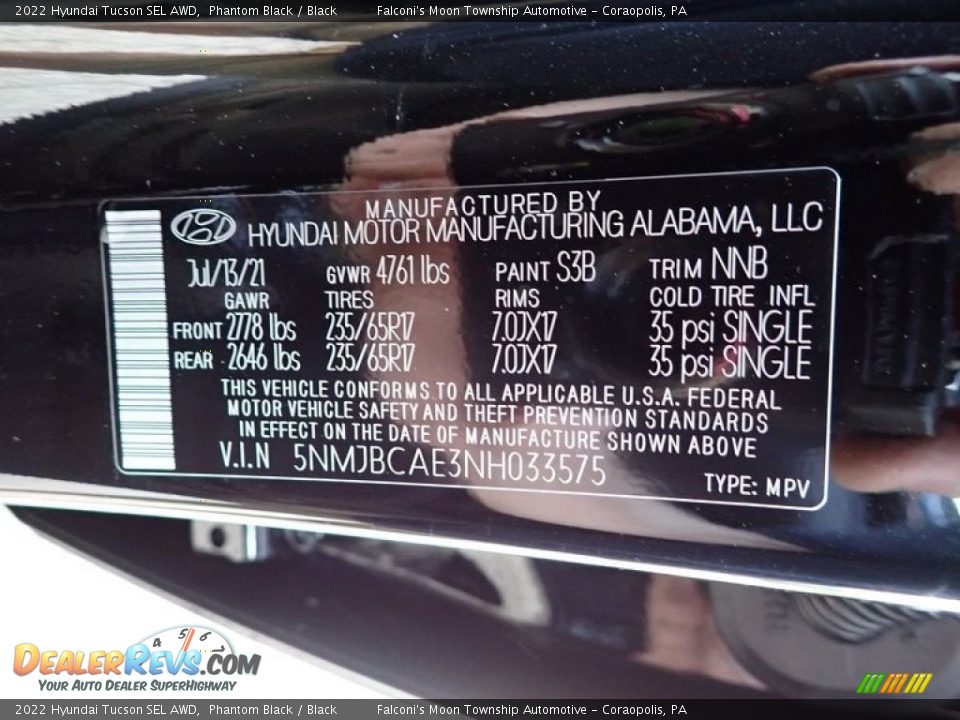 2022 Hyundai Tucson SEL AWD, Phantom Black / Black Falconi's Moon Township Automotive - Coraopolis, PA
MANUFACTURED BY
HYUNDAI MOTOR MANUFACTURING ALABAMA, LLC
Jul/13/21 GVWR 4761 lbs PAINT S3B TRIM NNB
GAWR TIRES RIMS COLD TIRE INFL
FRONT 2778 lbs 235/65R17 7.0JX17 35 psi SINGLE
REAR 2646 lbs 235/65R17 7.0JX17 35 psi SINGLE
THIS VEHICLE CONFORMS TO ALL APPLICABLE U.S.A. FEDERAL
MOTOR VEHICLE SAFETY AND THEFT PREVENTION STANDARDS
IN EFFECT ON THE DATE OF MANUFACTURE SHOWN ABOVE
V.I.N 5NMJBCAE3NH033575
TYPE: MPV
4 5 6
DEALERREVS.COM
YOUR AUTO DEALER SUPERHIGHWAY
2022 Hyundai Tucson SEL AWD, Phantom Black / Black Falconi's Moon Township Automotive - Coraopolis, PA